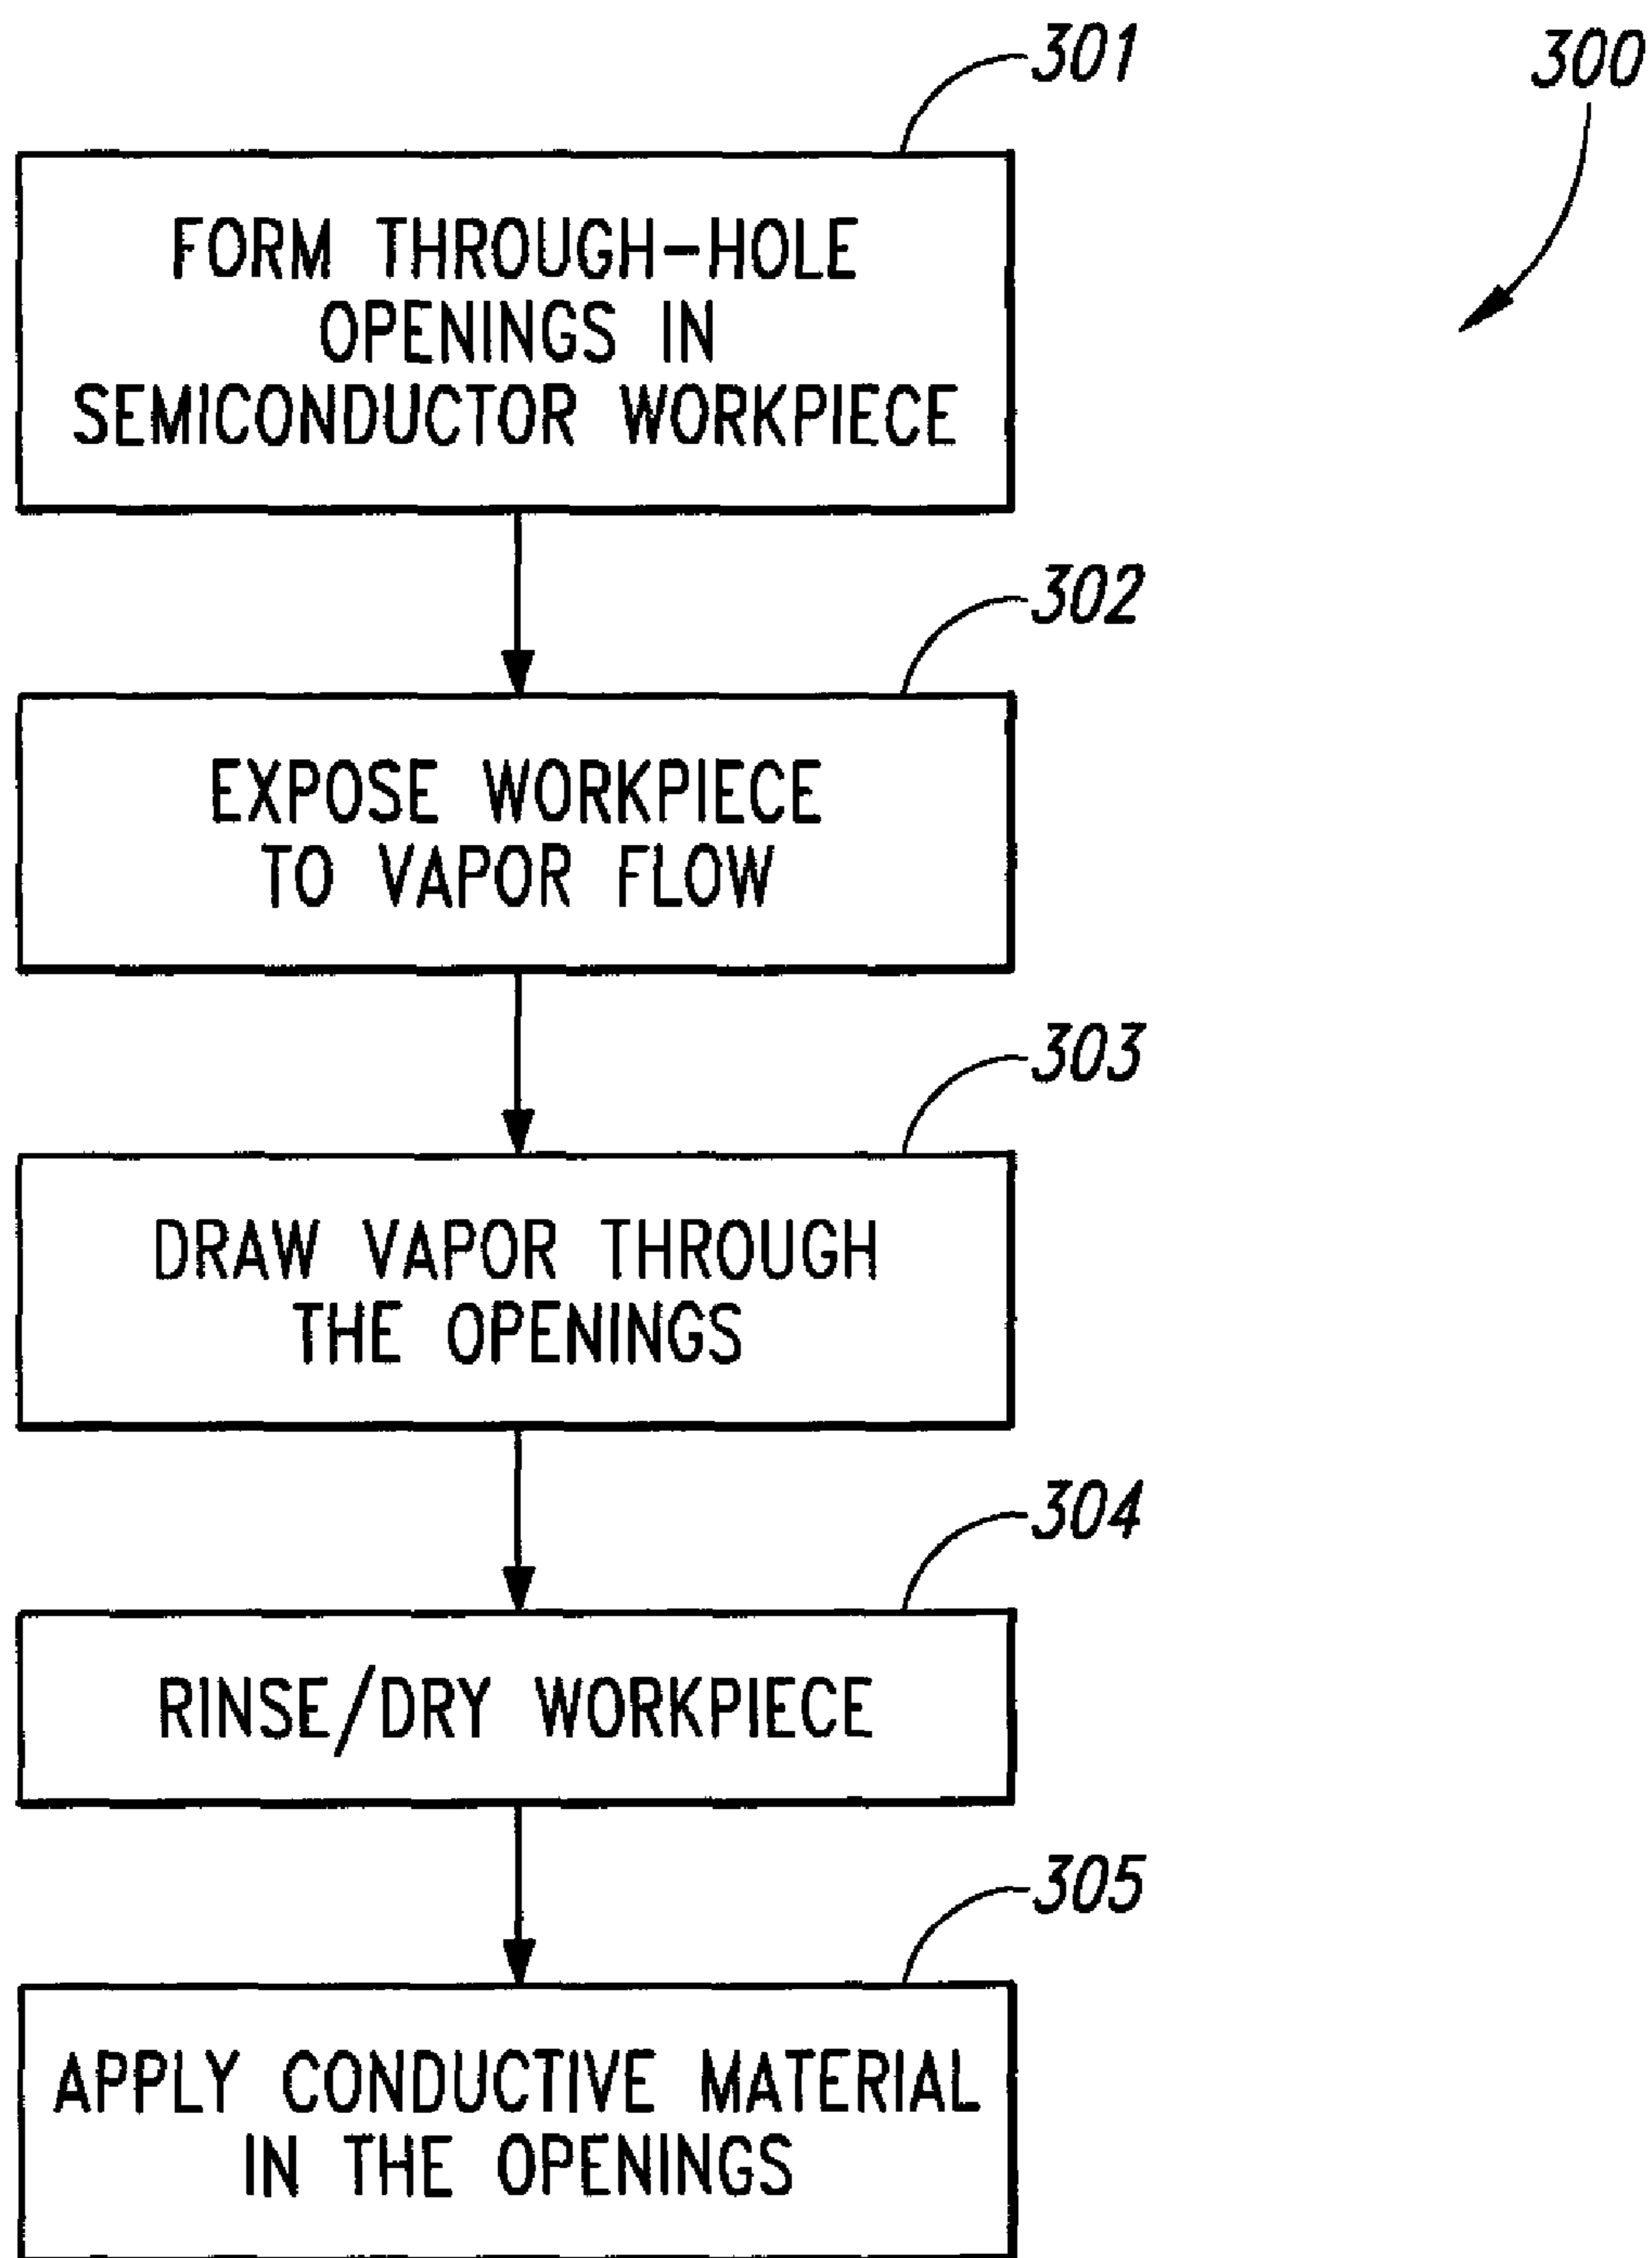 301
300
FORM THROUGH-HOLE
OPENINGS IN
SEMICONDUCTOR WORKPIECE
302
EXPOSE WORKPIECE
TO VAPOR FLOW
303
DRAW VAPOR THROUGH
THE OPENINGS
304
RINSE/DRY WORKPIECE
305
APPLY CONDUCTIVE MATERIAL
IN THE OPENINGS